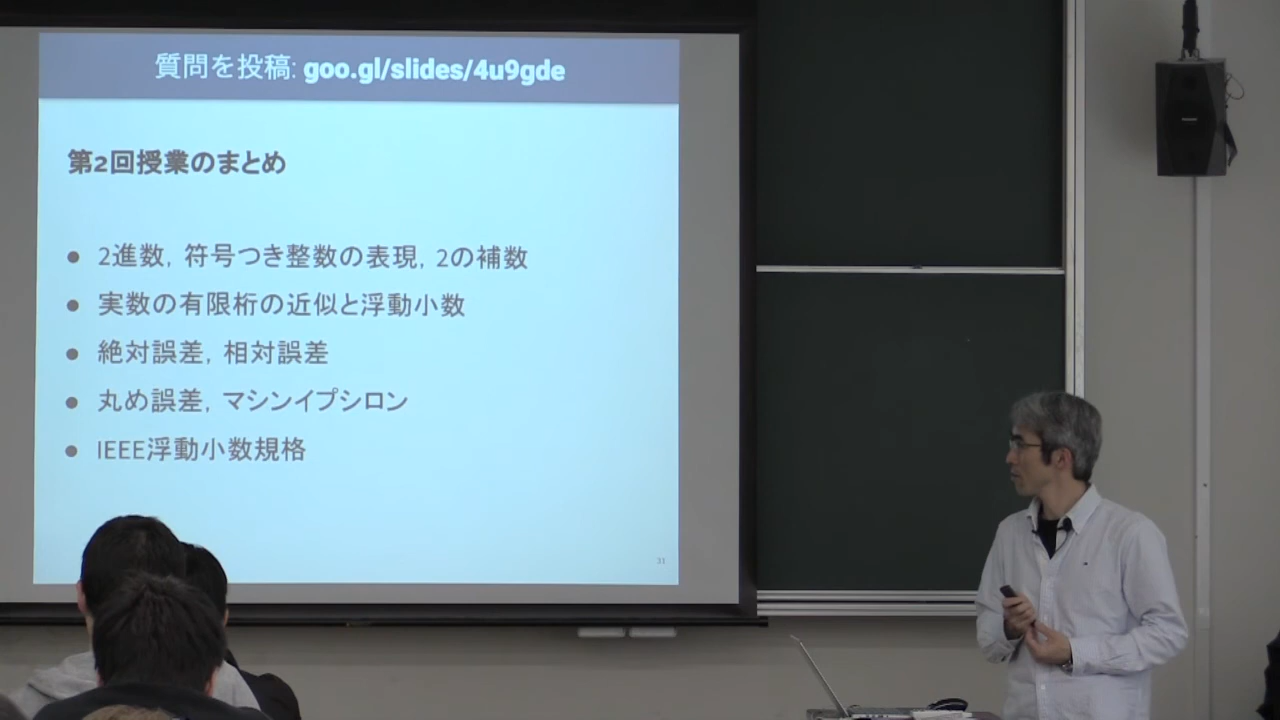 質問を投稿: goo.gl/slides/4u9gde
第2回授業のまとめ
● 2進数, 符号つき整数の表現, 2の補数
● 実数の有限桁の近似と浮動小数
● 絶対誤差, 相対誤差
● 丸め誤差, マシンイプシロン
● IEEE浮動小数規格
31